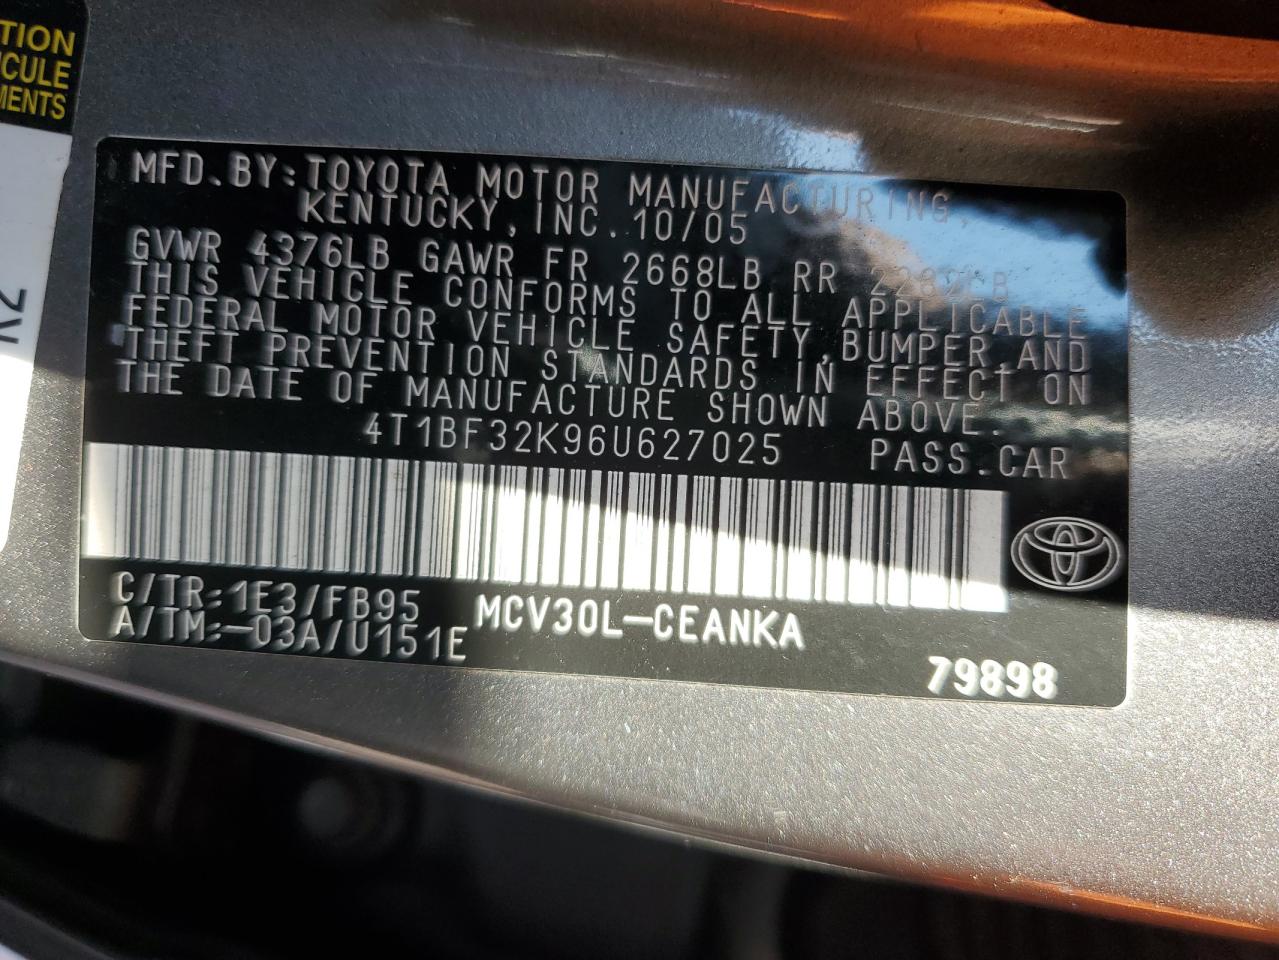 TION
ICULE
MENTS
MFD.BY:TOYOTA MOTOR MANUFACTURING,
KENTUCKY,INC. 10/05
GVWR 4376LB GAWR FR 2668LB RR 2282LB
THIS VEHICLE CONFORMS TO ALL APPLICABLE
FEDERAL MOTOR VEHICLE SAFETY,BUMPER,AND
THEFT PREVENTION STANDARDS IN EFFECT ON
THE DATE OF MANUFACTURE SHOWN ABOVE.
4T1BF32K96U627025 PASS.CAR
C/TR:1E3/FB95 MCV30L-CEANKA
A/TM:-03A/U151E
79898